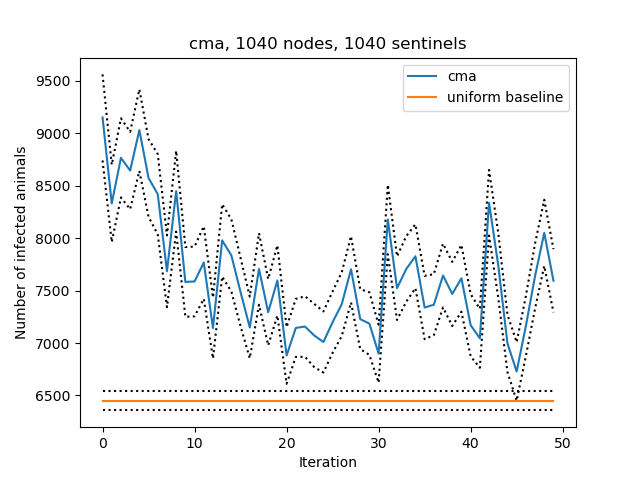 cma, 1040 nodes, 1040 sentinels
cma
uniform baseline
Number of infected animals
9500
9000
8500
8000
7500
7000
6500
0 10 20 30 40 50
Iteration